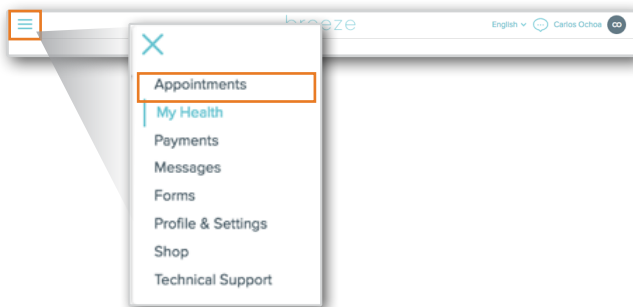 breeze
English
Carlos Ochoa
CO
Appointments
My Health
Payments
Messages
Forms
Profile & Settings
Shop
Technical Support